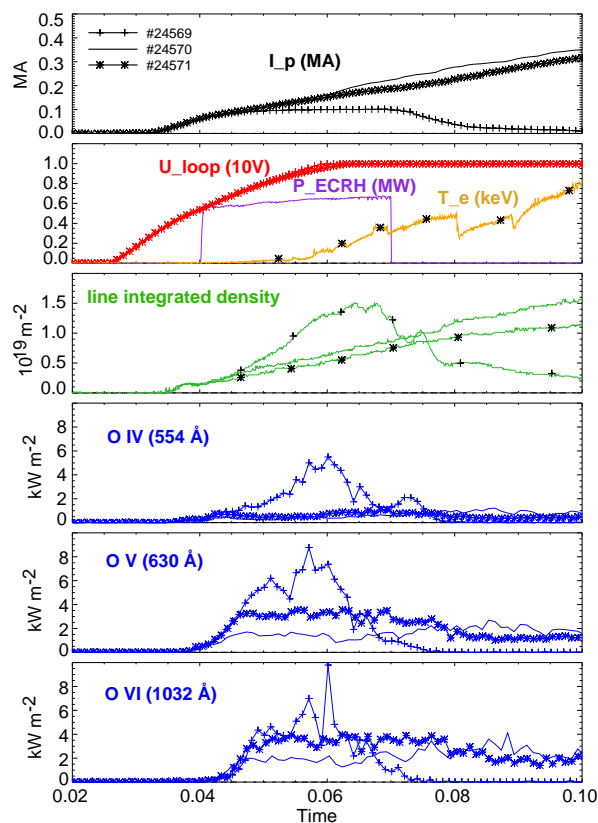 0.5
0.4
0.3
0.2
0.1
0.0
MA
#24569
#24570
#24571
I_p (MA)
1.0
0.8
0.6
0.4
0.2
0.0
U_loop (10V)
P_ECRH (MW)
T_e (keV)
1.5
1.0
0.5
0.0
10^19 m-2
line integrated density
8
6
4
2
0
kW m-2
O IV (554 Å)
8
6
4
2
0
kW m-2
O V (630 Å)
8
6
4
2
0
kW m-2
O VI (1032 Å)
0.02 0.04 0.06 0.08 0.10
Time